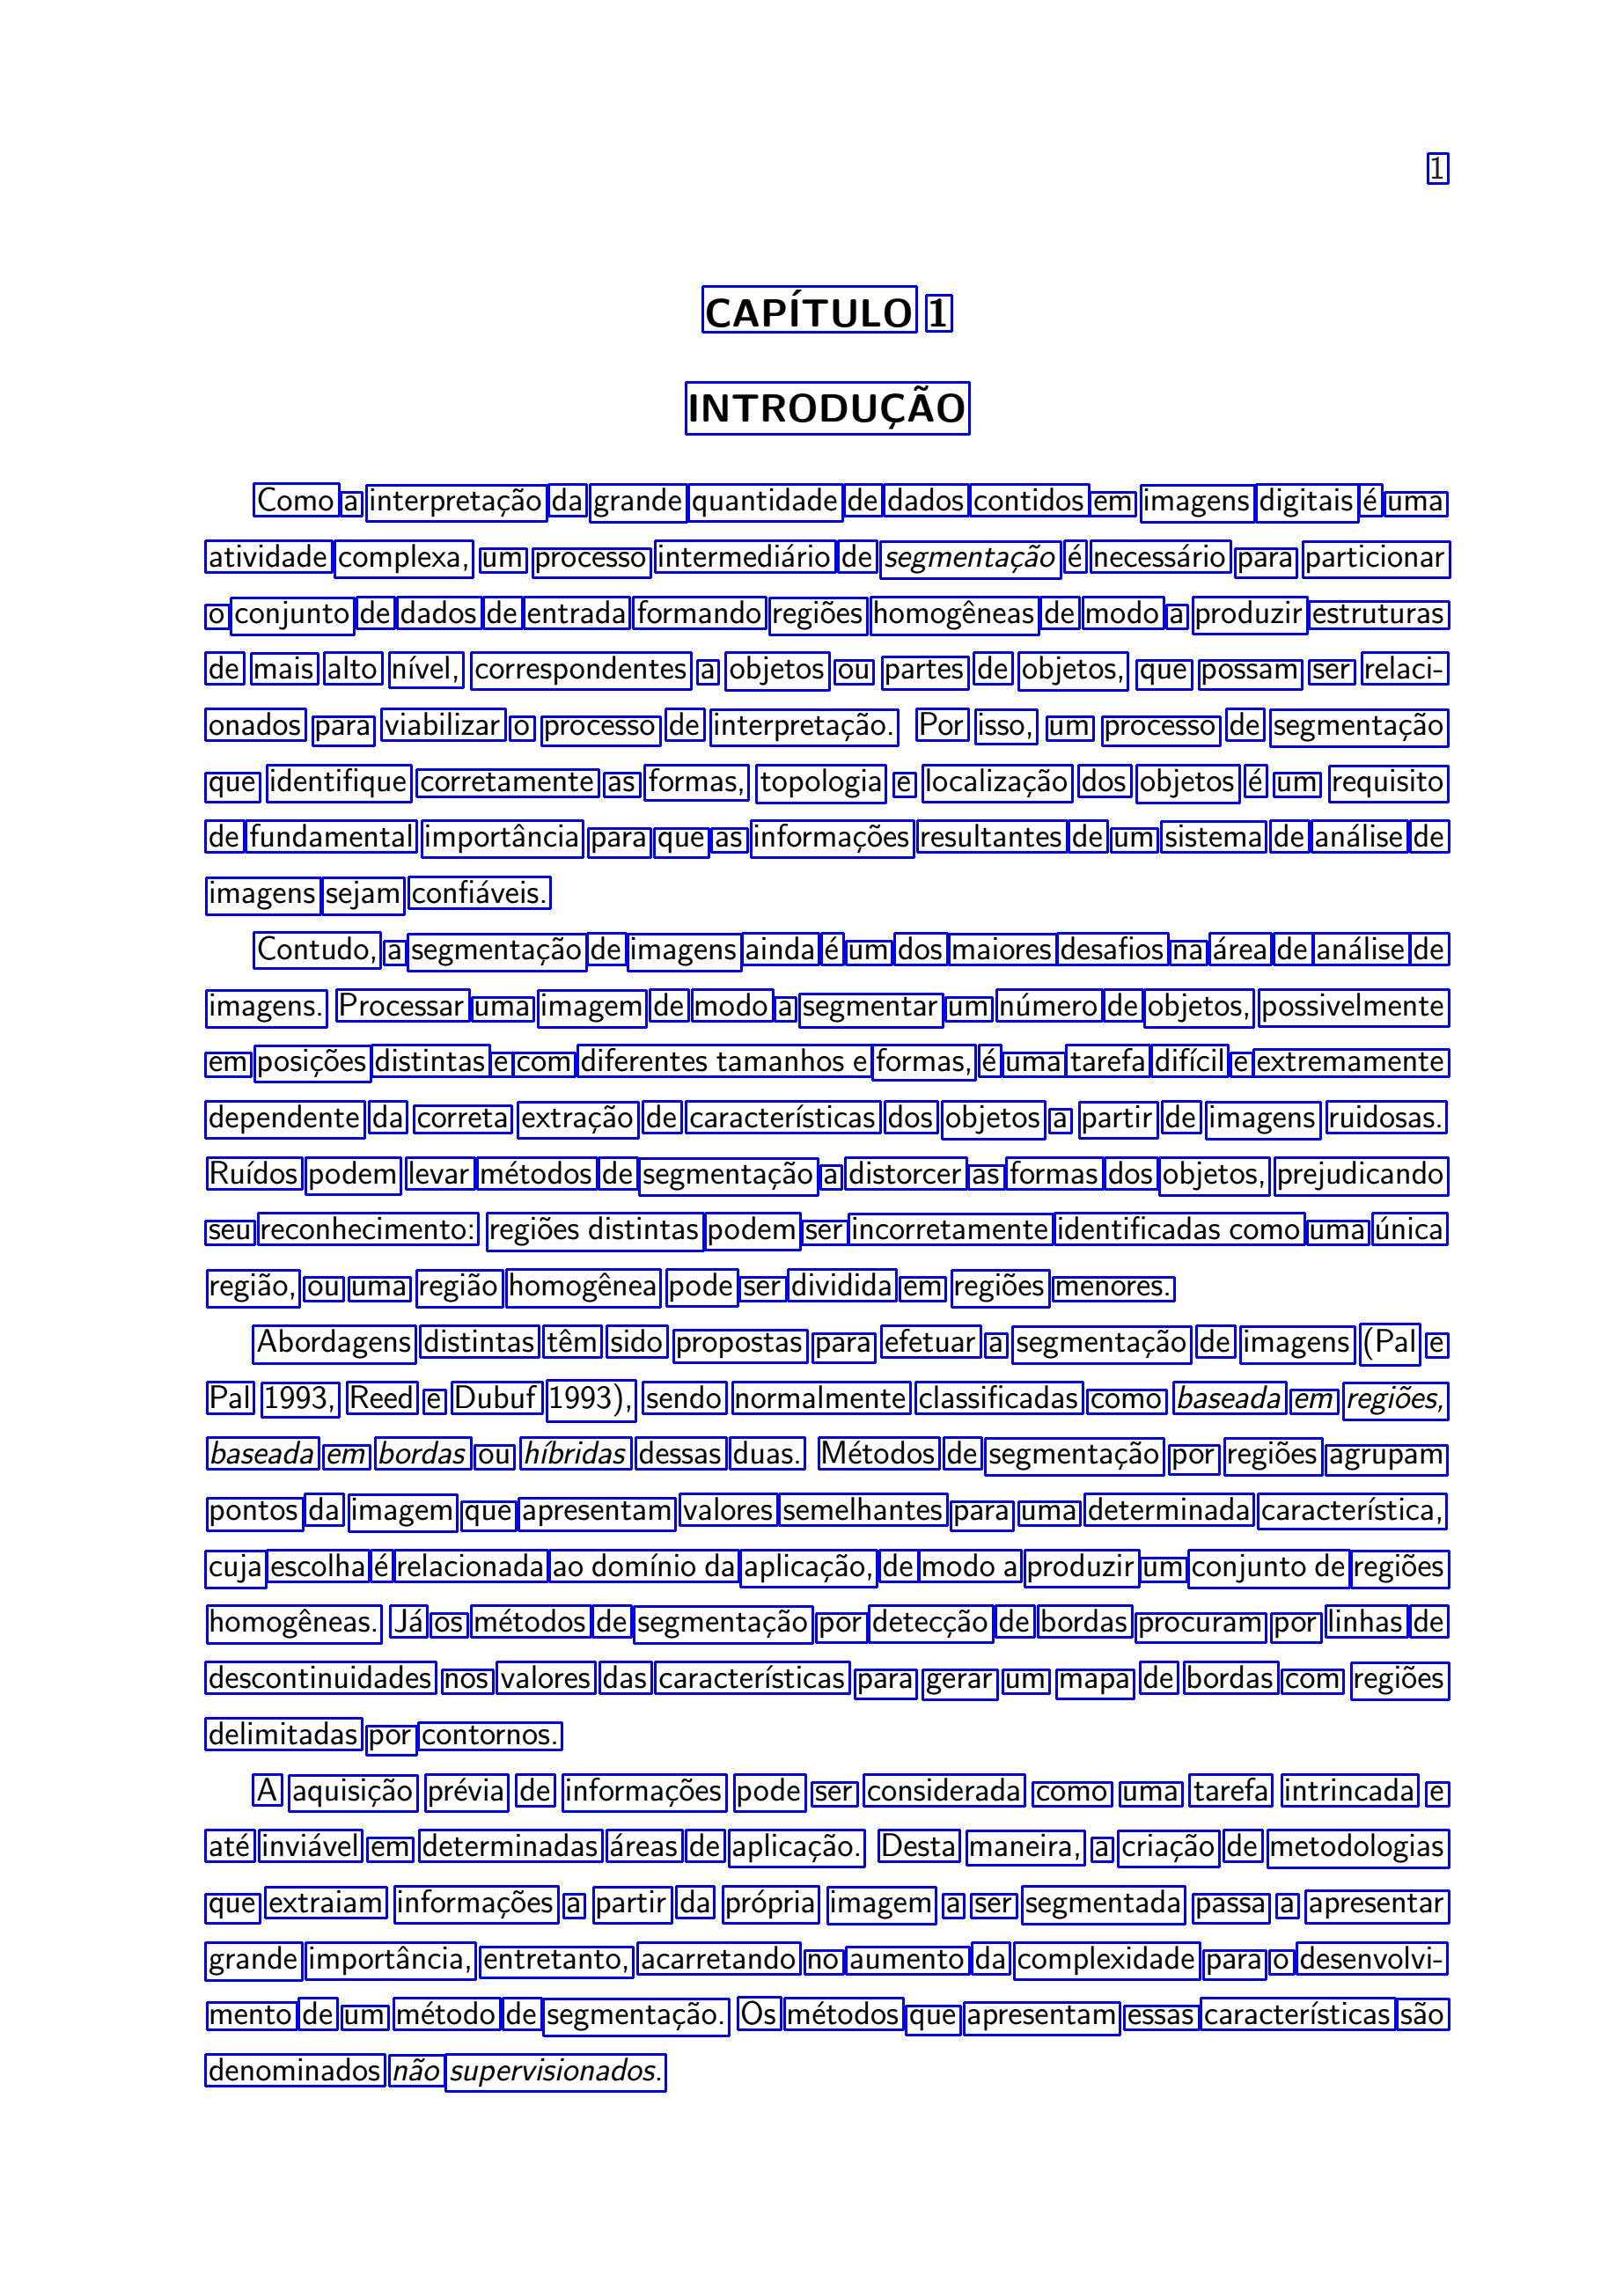 1
CAPÍTULO 1
INTRODUÇÃO
Como a interpretação da grande quantidade de dados contidos em imagens digitais é uma
atividade complexa, um processo intermediário de segmentação é necessário para particionar
o conjunto de dados de entrada formando regiões homogêneas de modo a produzir estruturas
de mais alto nível, correspondentes a objetos ou partes de objetos, que possam ser relaci-
onados para viabilizar o processo de interpretação. Por isso, um processo de segmentação
que identifique corretamente as formas, topologia e localização dos objetos é um requisito
de fundamental importância para que as informações resultantes de um sistema de análise de
imagens sejam confiáveis.
Contudo, a segmentação de imagens ainda é um dos maiores desafios na área de análise de
imagens. Processar uma imagem de modo a segmentar um número de objetos, possivelmente
em posições distintas e com diferentes tamanhos e formas, é uma tarefa difícil e extremamente
dependente da correta extração de características dos objetos a partir de imagens ruidosas.
Ruídos podem levar métodos de segmentação a distorcer as formas dos objetos, prejudicando
seu reconhecimento: regiões distintas podem ser incorretamente identificadas como uma única
região, ou uma região homogênea pode ser dividida em regiões menores.
Abordagens distintas têm sido propostas para efetuar a segmentação de imagens (Pal e
Pal 1993, Reed e Dubuf 1993), sendo normalmente classificadas como baseada em regiões,
baseada em bordas ou híbridas dessas duas. Métodos de segmentação por regiões agrupam
pontos da imagem que apresentam valores semelhantes para uma determinada característica,
cuja escolha é relacionada ao domínio da aplicação, de modo a produzir um conjunto de regiões
homogêneas. Já os métodos de segmentação por detecção de bordas procuram por linhas de
descontinuidades nos valores das características para gerar um mapa de bordas com regiões
delimitadas por contornos.
A aquisição prévia de informações pode ser considerada como uma tarefa intrincada e
até inviável em determinadas áreas de aplicação. Desta maneira, a criação de metodologias
que extraiam informações a partir da própria imagem a ser segmentada passa a apresentar
grande importância, entretanto, acarretando no aumento da complexidade para o desenvolvi-
mento de um método de segmentação. Os métodos que apresentam essas características são
denominados não supervisionados.